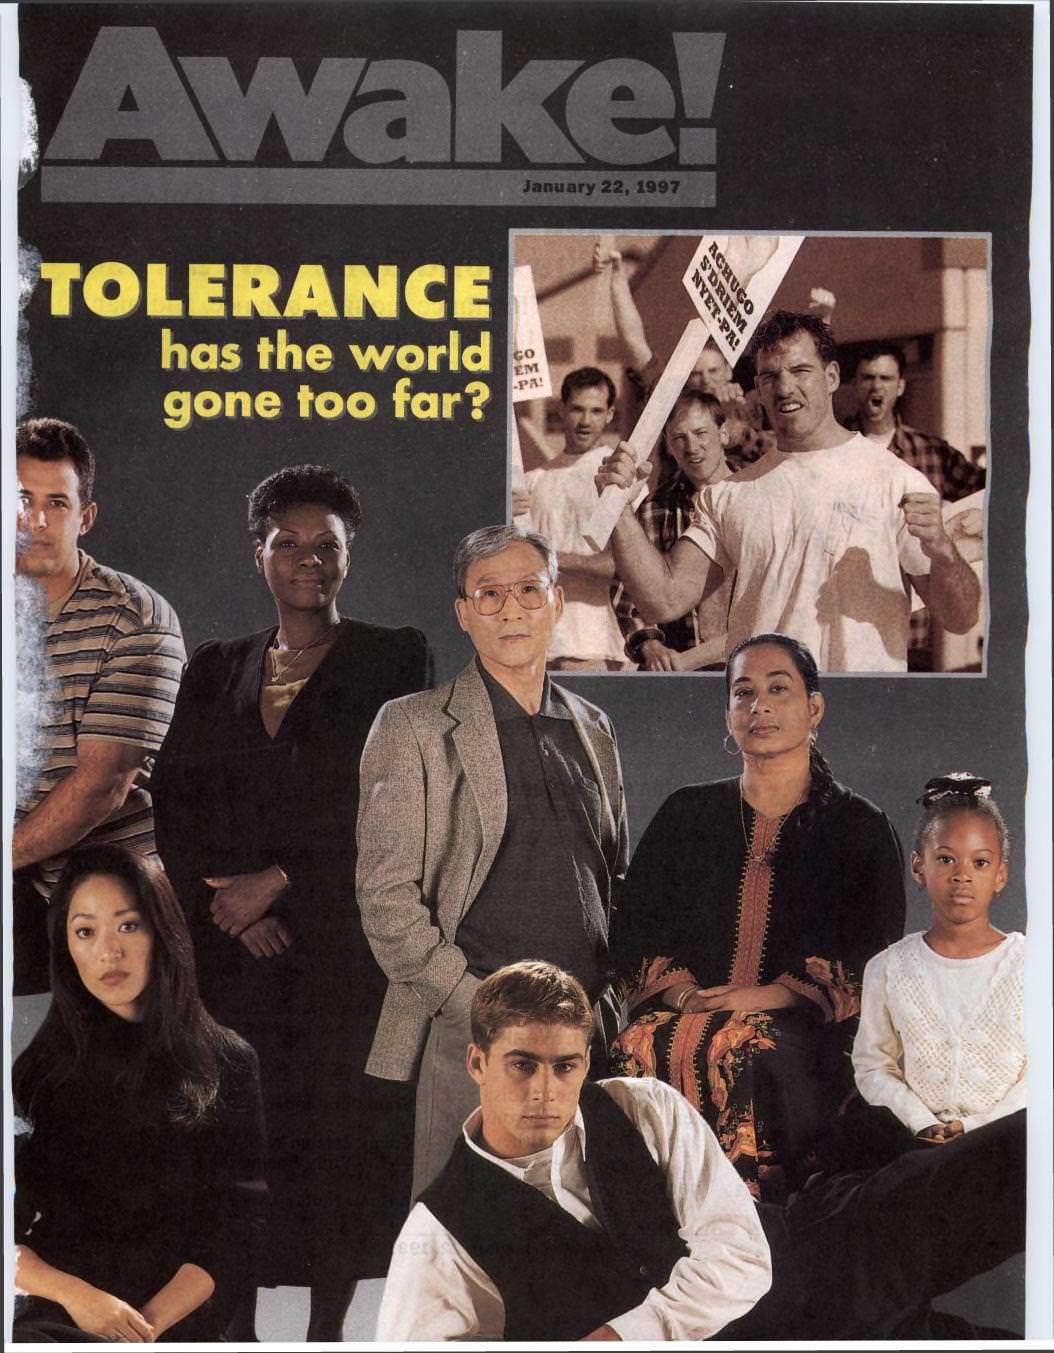 Awake!
January 22, 1997
TOLERANCE
has the world
gone too far?
ACHUGO
S'DRIEM
NYET-PA!
GO
EM
-PA!